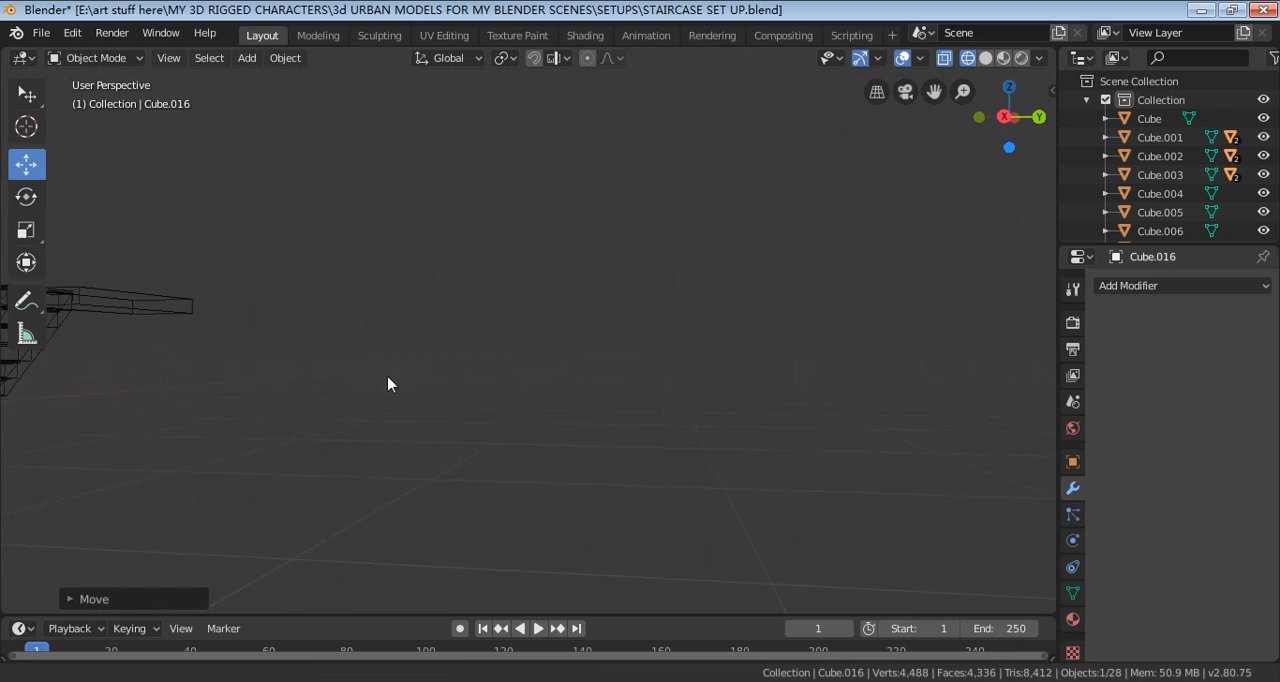 Blender* [E:\art stuff here\MY 3D RIGGED CHARACTERS\3d URBAN MODELS FOR MY BLENDER SCENES\SETUPS\STAIRCASE SET UP.blend]
File Edit Render Window Help Layout Modeling Sculpting UV Editing Texture Paint Shading Animation Rendering Compositing Scripting + Scene View Layer
Object Mode View Select Add Object Global
User Perspective
(1) Collection | Cube.016
Z
X Y
Scene Collection
Collection
Cube
Cube.001 2
Cube.002 2
Cube.003 2
Cube.004
Cube.005
Cube.006
Cube.016
Add Modifier
Move
Playback Keying View Marker 1 Start: 1 End: 250
1 20 40 60 80 100 120 140 160 180 200 220 240
Collection | Cube.016 | Verts:4,488 | Faces:4,336 | Tris:8,412 | Objects:1/28 | Mem: 50.9 MB | v2.80.75